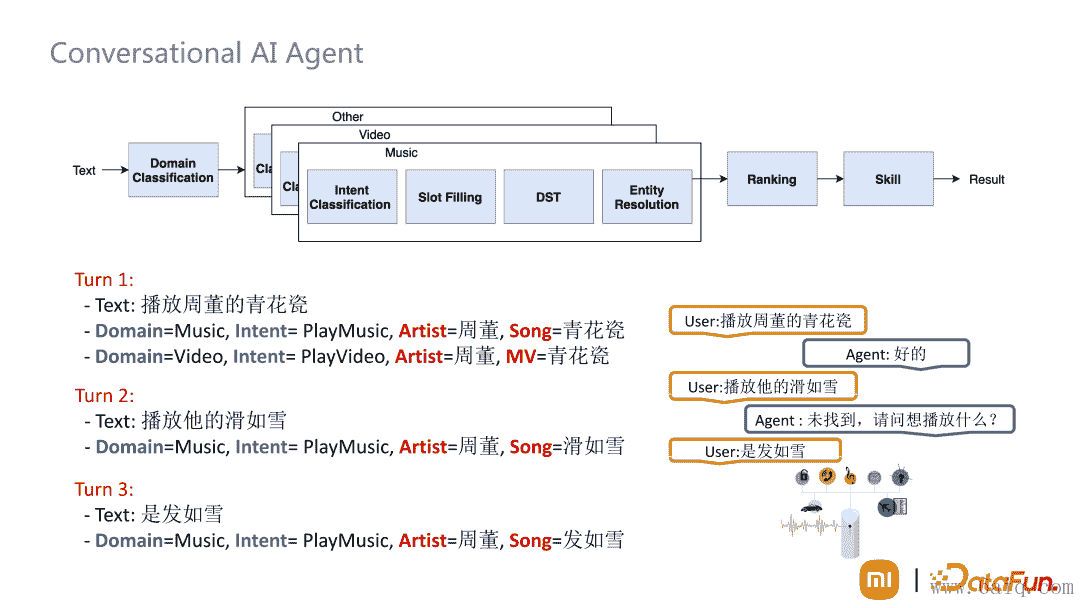 Conversational AI Agent
Other
Video
Music
Text
Domain
Classification
Cla
Cla
Intent
Classification
Slot Filling
DST
Entity
Resolution
Ranking
Skill
Result
Turn 1:
- Text: 播放周董的青花瓷
- Domain=Music, Intent= PlayMusic, Artist=周董, Song=青花瓷
- Domain=Video, Intent= PlayVideo, Artist=周董, MV=青花瓷
Turn 2:
- Text: 播放他的滑如雪
- Domain=Music, Intent= PlayMusic, Artist=周董, Song=滑如雪
Turn 3:
- Text: 是发如雪
- Domain=Music, Intent= PlayMusic, Artist=周董, Song=发如雪
User:播放周董的青花瓷
Agent: 好的
User:播放他的滑如雪
Agent : 未找到，请问想播放什么？
User:是发如雪
mi
DataFun.
www.6aiq.com